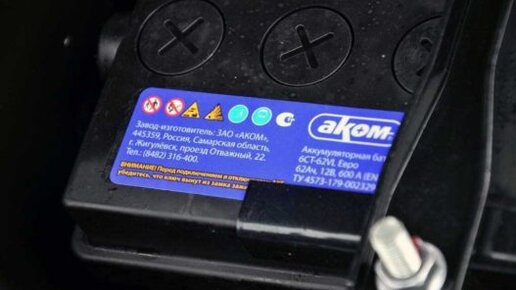 Завод-изготовитель: ЗАО «АКОМ»,
445359, Россия, Самарская область,
г. Жигулёвск, проезд Отважный, 22.
Тел.: (8482) 316-400.
ВНИМАНИЕ! Перед подключением и отключ
убедитесь, что ключ вынут из замка зажи
аком
Аккумуляторная бат
6СТ-62VL Евро
62Ач, 12В, 600 А (EN
ТУ 4573-179-002329